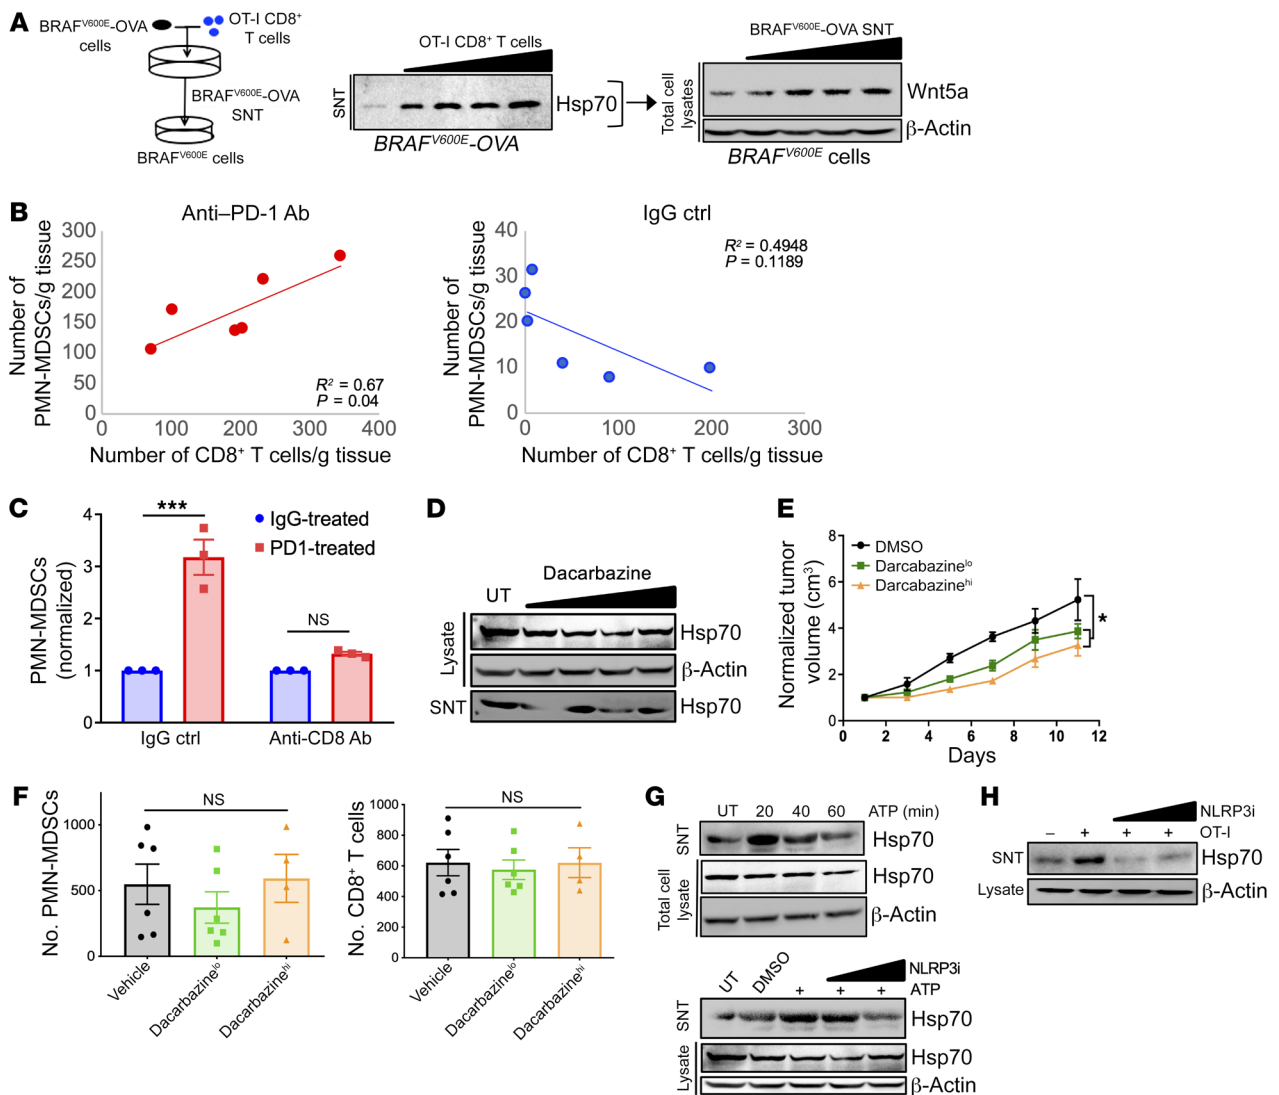 A
BRAFV600E-OVA
cells
OT-I CD8+
T cells
BRAFV600E-OVA
SNT
BRAFV600E cells
OT-I CD8+ T cells
SNT
Hsp70
BRAFV600E-OVA
BRAFV600E-OVA SNT
Total cell
lysates
Wnt5a
β-Actin
BRAFV600E cells
B
Anti–PD-1 Ab
Number of
PMN-MDSCs/g tissue
300
250
200
150
100
50
0
R2 = 0.67
P = 0.04
0 100 200 300 400
Number of CD8+ T cells/g tissue
IgG ctrl
Number of
PMN-MDSCs/g tissue
40
30
20
10
0
R2 = 0.4948
P = 0.1189
0 100 200 300
Number of CD8+ T cells/g tissue
C
PMN-MDSCs
(normalized)
4
3
2
1
0
***
NS
IgG-treated
PD1-treated
IgG ctrl
Anti-CD8 Ab
D
UT
Dacarbazine
Lysate
Hsp70
β-Actin
SNT
Hsp70
E
Normalized tumor
volume (cm3)
8
6
4
2
0
DMSO
Darcabazinelo
Darcabazinehi
*
0 2 4 6 8 10 12
Days
F
No. PMN-MDSCs
1000
500
0
NS
Vehicle
Dacarbazinelo
Dacarbazinehi
No. CD8+ T cells
1000
800
600
400
200
0
NS
Vehicle
Dacarbazinelo
Dacarbazinehi
G
UT 20 40 60 ATP (min)
SNT
Hsp70
Total cell
lysate
Hsp70
β-Actin
UT
DMSO
NLRP3i
+ + + ATP
SNT
Hsp70
Lysate
Hsp70
β-Actin
H
NLRP3i
– + + + OT-I
SNT
Hsp70
Lysate
β-Actin